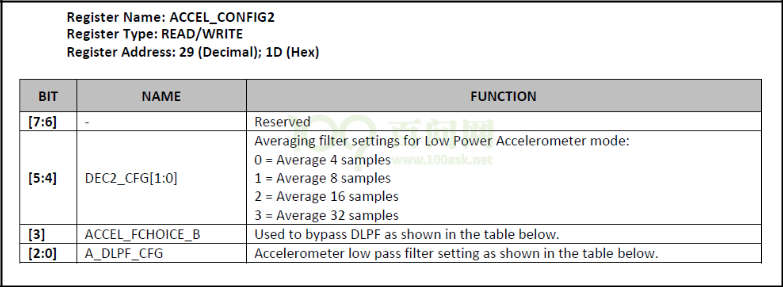 Register Name: ACCEL_CONFIG2
Register Type: READ/WRITE
Register Address: 29 (Decimal); 1D (Hex)
BIT NAME FUNCTION
[7:6] - Reserved
[5:4] DEC2_CFG[1:0] Averaging filter settings for Low Power Accelerometer mode:
0 = Average 4 samples
1 = Average 8 samples
2 = Average 16 samples
3 = Average 32 samples
[3] ACCEL_FCHOICE_B Used to bypass DLPF as shown in the table below.
[2:0] A_DLPF_CFG Accelerometer low pass filter setting as shown in the table below.
百问网
www.100ask.net